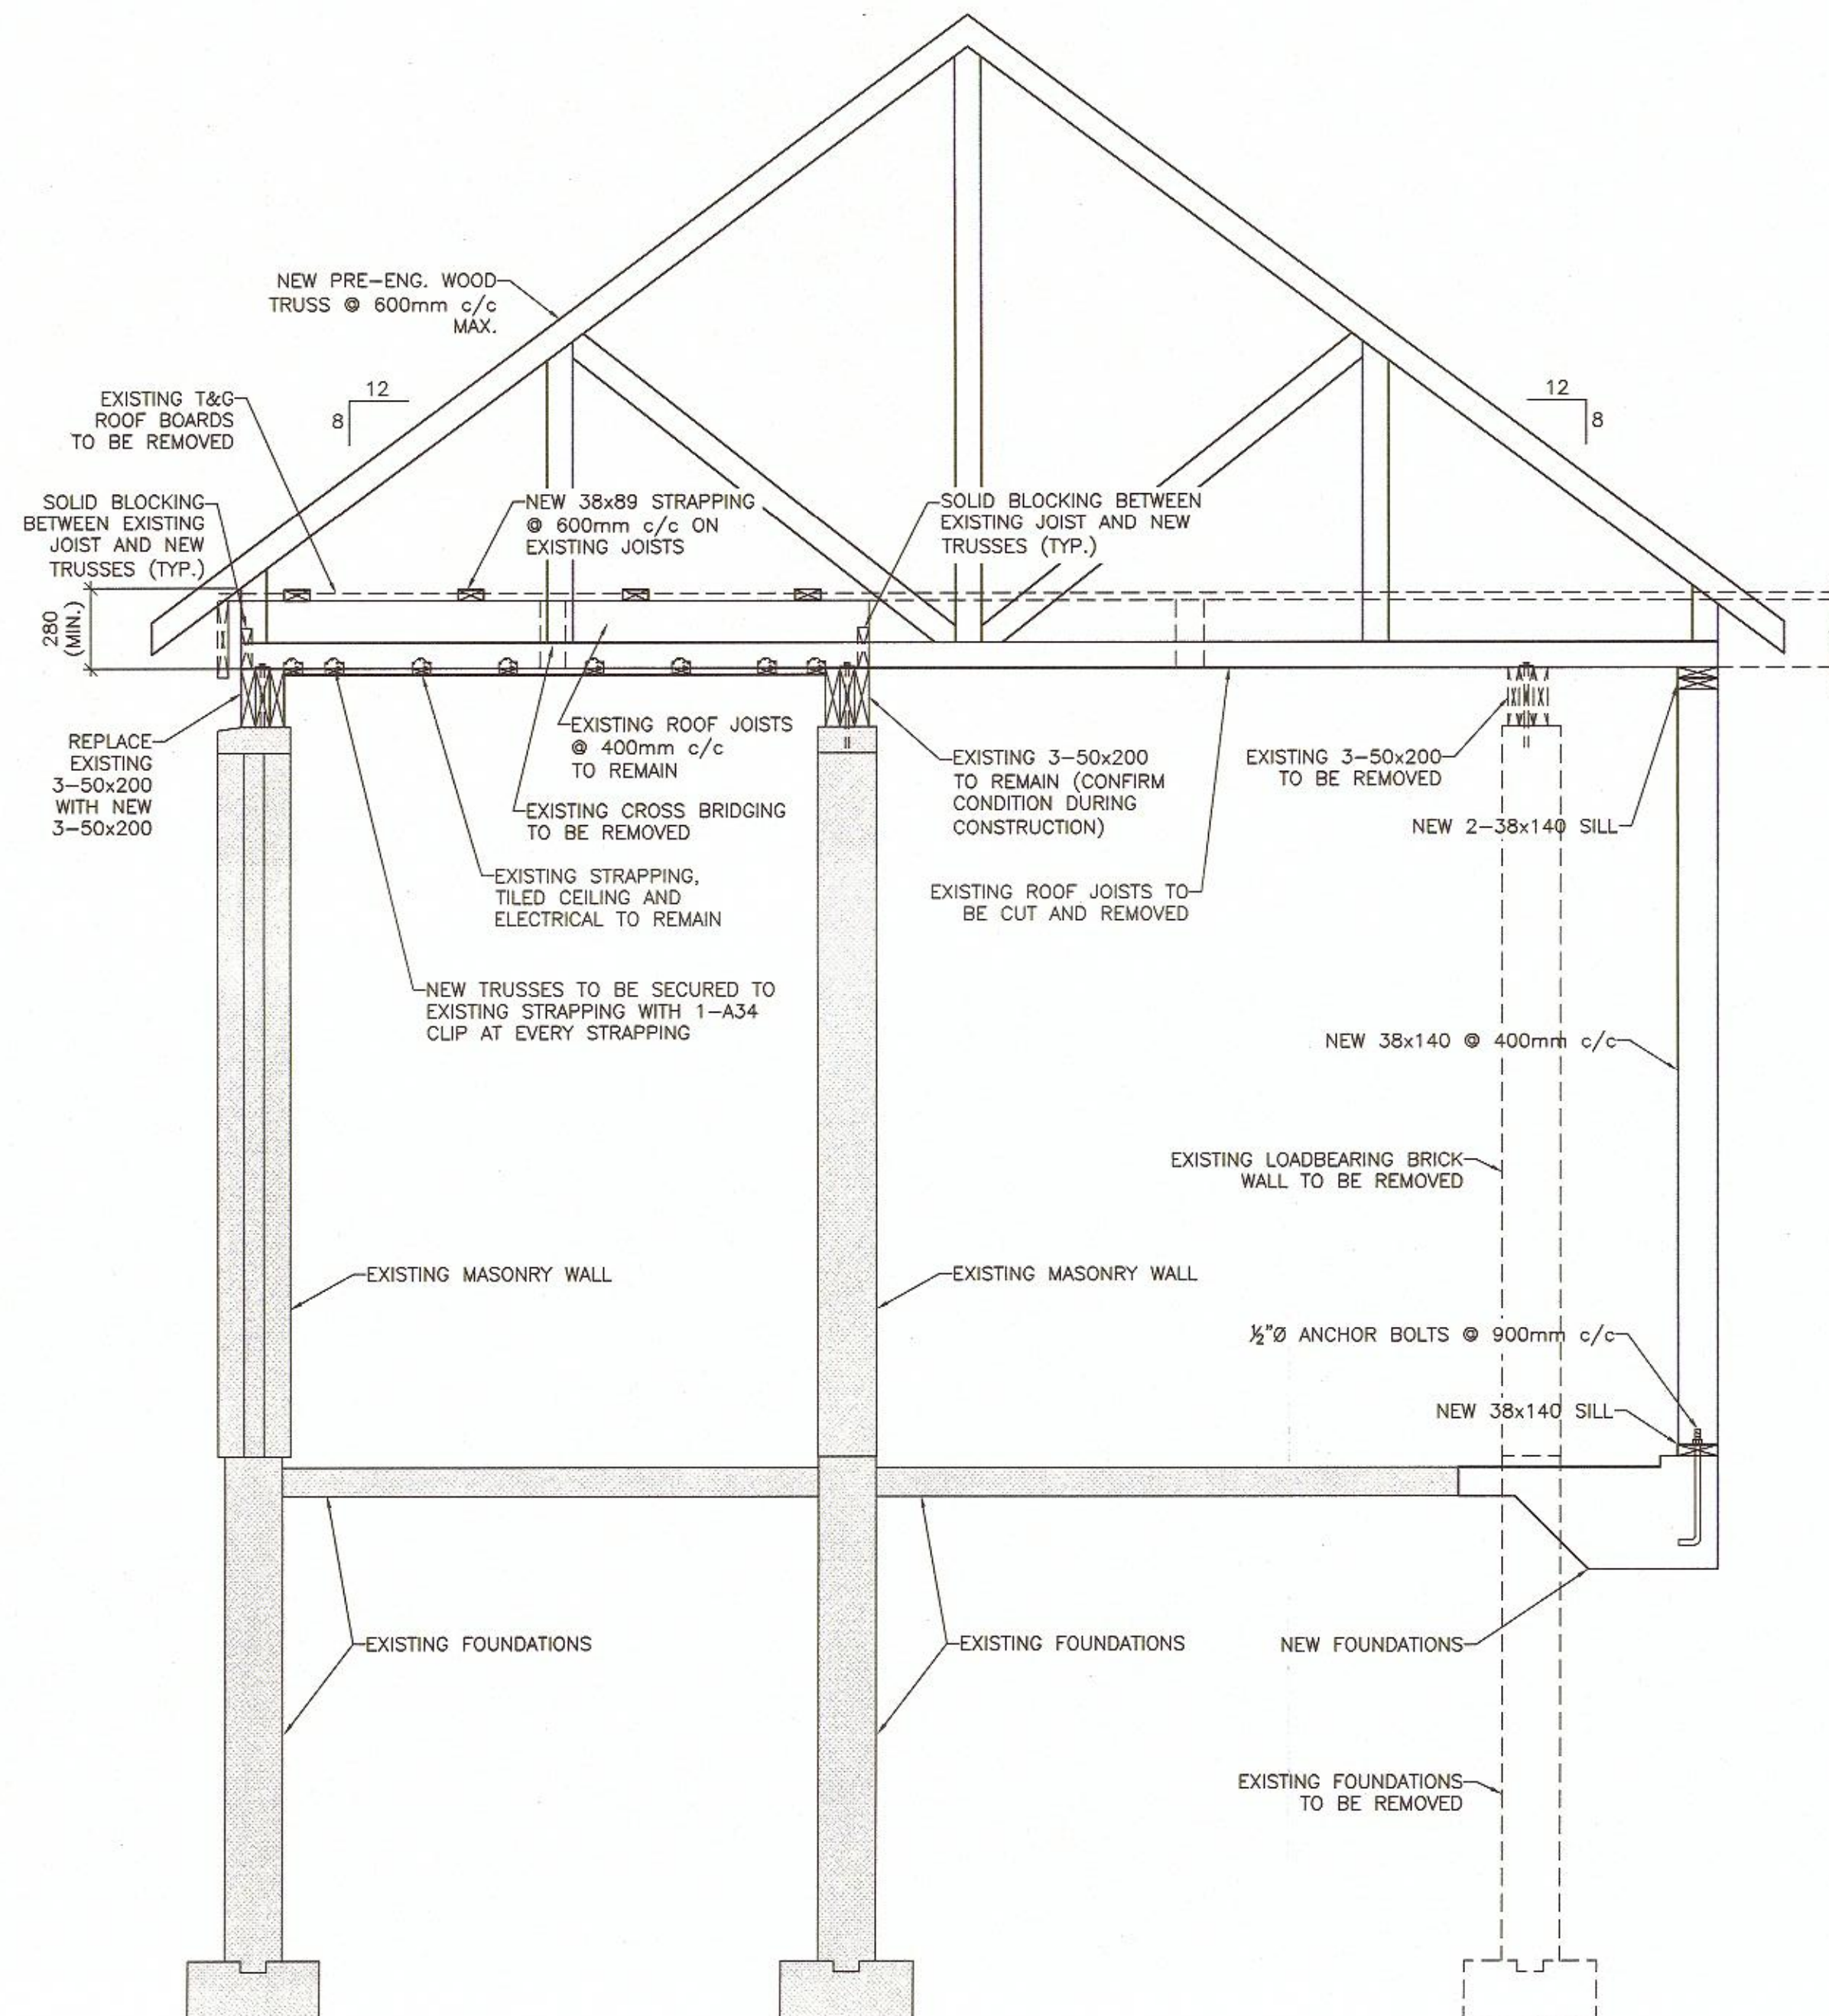 NEW PRE-ENG. WOOD
TRUSS @ 600mm c/c
MAX.
12
8
12
8
EXISTING T&G
ROOF BOARDS
TO BE REMOVED
SOLID BLOCKING
BETWEEN EXISTING
JOIST AND NEW
TRUSSES (TYP.)
NEW 38x89 STRAPPING
@ 600mm c/c ON
EXISTING JOISTS
SOLID BLOCKING BETWEEN
EXISTING JOIST AND NEW
TRUSSES (TYP.)
280
(MIN.)
REPLACE
EXISTING
3-50x200
WITH NEW
3-50x200
EXISTING ROOF JOISTS
@ 400mm c/c
TO REMAIN
EXISTING CROSS BRIDGING
TO BE REMOVED
EXISTING STRAPPING,
TILED CEILING AND
ELECTRICAL TO REMAIN
NEW TRUSSES TO BE SECURED TO
EXISTING STRAPPING WITH 1-A34
CLIP AT EVERY STRAPPING
EXISTING 3-50x200
TO REMAIN (CONFIRM
CONDITION DURING
CONSTRUCTION)
EXISTING 3-50x200
TO BE REMOVED
NEW 2-38x140 SILL
EXISTING ROOF JOISTS TO
BE CUT AND REMOVED
NEW 38x140 @ 400mm c/c
EXISTING LOADBEARING BRICK
WALL TO BE REMOVED
EXISTING MASONRY WALL
EXISTING MASONRY WALL
½"Ø ANCHOR BOLTS @ 900mm c/c
NEW 38x140 SILL
EXISTING FOUNDATIONS
EXISTING FOUNDATIONS
NEW FOUNDATIONS
EXISTING FOUNDATIONS
TO BE REMOVED